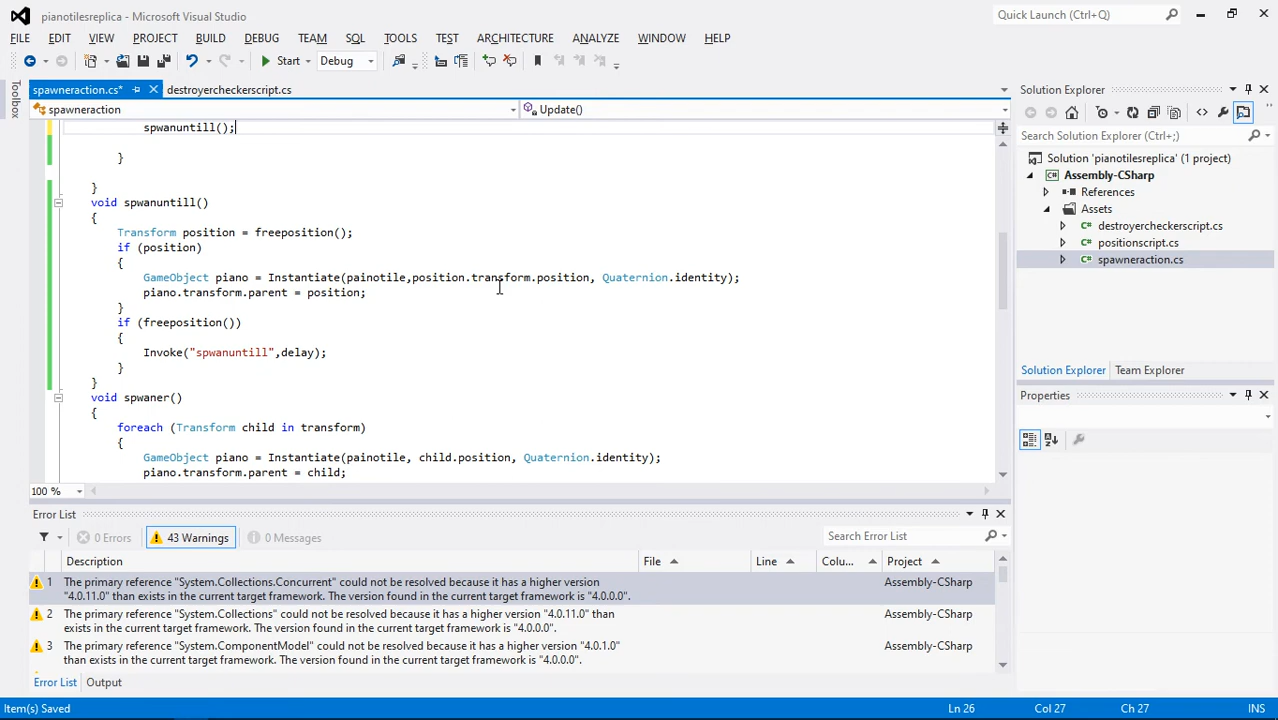 pianotilesreplica - Microsoft Visual Studio
Quick Launch (Ctrl+Q)
FILE EDIT VIEW PROJECT BUILD DEBUG TEAM SQL TOOLS TEST ARCHITECTURE ANALYZE WINDOW HELP
Start Debug
Toolbox
spawneraction.cs* destroyercheckerscript.cs
spawneraction Update()
spwanuntill();
}
}
void spwanuntill()
{
Transform position = freeposition();
if (position)
{
GameObject piano = Instantiate(painotile,position.transform.position, Quaternion.identity);
piano.transform.parent = position;
}
if (freeposition())
{
Invoke("spwanuntill",delay);
}
}
void spwaner()
{
foreach (Transform child in transform)
{
GameObject piano = Instantiate(painotile, child.position, Quaternion.identity);
piano.transform.parent = child;
100 %
Solution Explorer
Search Solution Explorer (Ctrl+;)
Solution 'pianotilesreplica' (1 project)
Assembly-CSharp
References
Assets
destroyercheckerscript.cs
positionscript.cs
spawneraction.cs
Solution Explorer Team Explorer
Properties
Error List
0 Errors 43 Warnings 0 Messages
Search Error List
Description File Line Colu... Project
1 The primary reference "System.Collections.Concurrent" could not be resolved because it has a higher version Assembly-CSharp
"4.0.11.0" than exists in the current target framework. The version found in the current target framework is "4.0.0.0".
2 The primary reference "System.Collections" could not be resolved because it has a higher version "4.0.11.0" than Assembly-CSharp
exists in the current target framework. The version found in the current target framework is "4.0.0.0".
3 The primary reference "System.ComponentModel" could not be resolved because it has a higher version "4.0.1.0" Assembly-CSharp
than exists in the current target framework. The version found in the current target framework is "4.0.0.0".
Error List Output
Item(s) Saved Ln 26 Col 27 Ch 27 INS